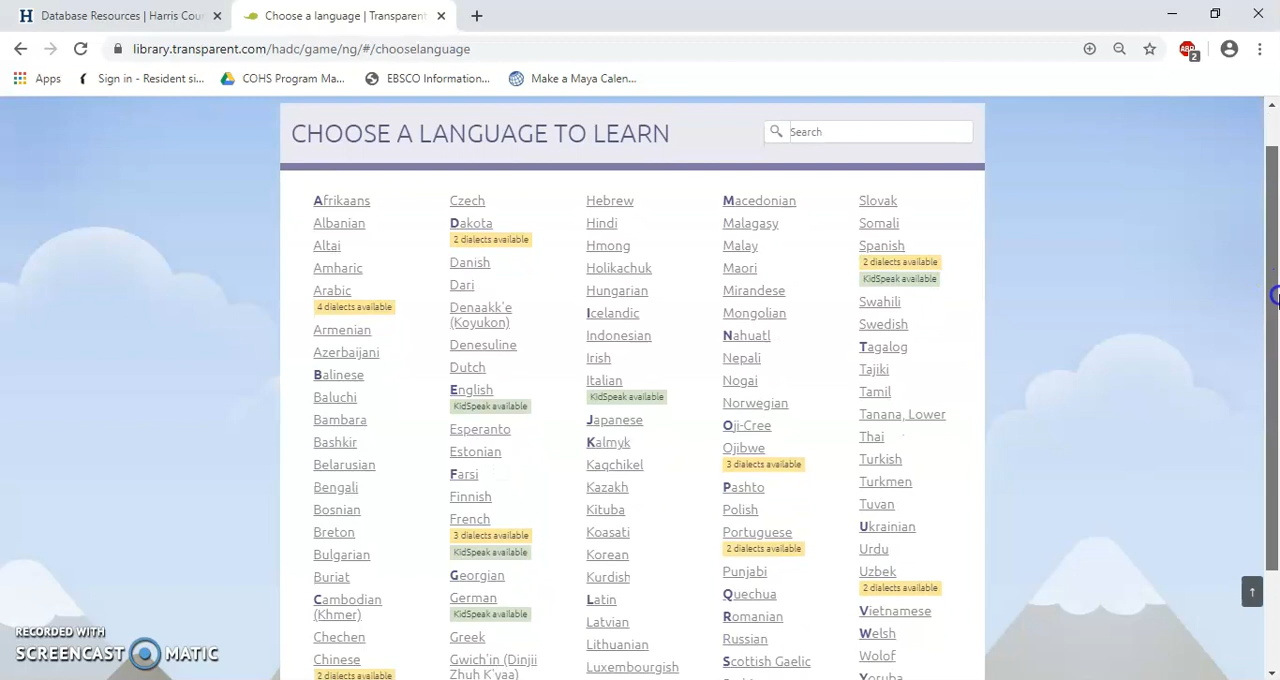 Database Resources | Harris Cou
Choose a language | Transparent
library.transparent.com/hadc/game/ng/#/chooselanguage
ABP
2
Apps
Sign in - Resident si...
COHS Program Ma...
EBSCO Information...
Make a Maya Calen...
CHOOSE A LANGUAGE TO LEARN
Search
Afrikaans
Albanian
Altai
Amharic
Arabic
4 dialects available
Armenian
Azerbaijani
Balinese
Baluchi
Bambara
Bashkir
Belarusian
Bengali
Bosnian
Breton
Bulgarian
Buriat
Cambodian
(Khmer)
Chechen
Chinese
2 dialects available
Czech
Dakota
2 dialects available
Danish
Dari
Denaakk'e
(Koyukon)
Denesuline
Dutch
English
KidSpeak available
Esperanto
Estonian
Farsi
Finnish
French
3 dialects available
KidSpeak available
Georgian
German
KidSpeak available
Greek
Gwich'in (Dinjii
Zhuh K'yaa)
Hebrew
Hindi
Hmong
Holikachuk
Hungarian
Icelandic
Indonesian
Irish
Italian
KidSpeak available
Japanese
Kalmyk
Kaqchikel
Kazakh
Kituba
Koasati
Korean
Kurdish
Latin
Latvian
Lithuanian
Luxembourgish
Macedonian
Malagasy
Malay
Maori
Mirandese
Mongolian
Nahuatl
Nepali
Nogai
Norwegian
Oji-Cree
Ojibwe
3 dialects available
Pashto
Polish
Portuguese
2 dialects available
Punjabi
Quechua
Romanian
Russian
Scottish Gaelic
Slovak
Somali
Spanish
2 dialects available
KidSpeak available
Swahili
Swedish
Tagalog
Tajiki
Tamil
Tanana, Lower
Thai
Turkish
Turkmen
Tuvan
Ukrainian
Urdu
Uzbek
2 dialects available
Vietnamese
Welsh
Wolof
Yoruba
RECORDED WITH
SCREENCAST MATIC